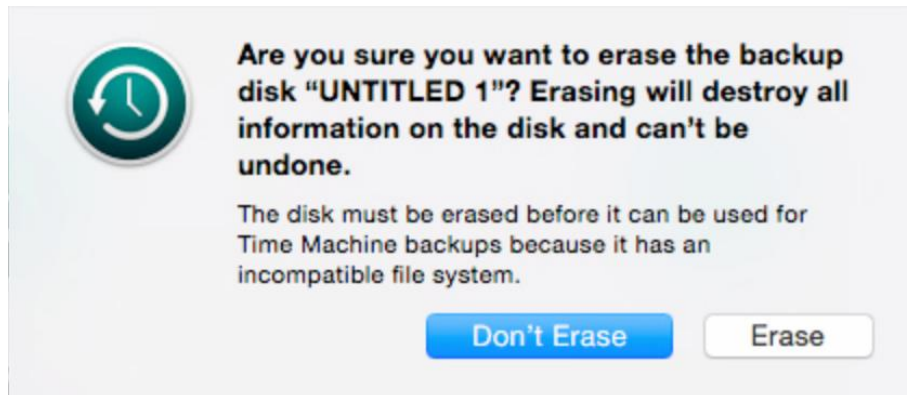 Are you sure you want to erase the backup
disk “UNTITLED 1”? Erasing will destroy all
information on the disk and can’t be
undone.
The disk must be erased before it can be used for
Time Machine backups because it has an
incompatible file system.
Don’t Erase
Erase